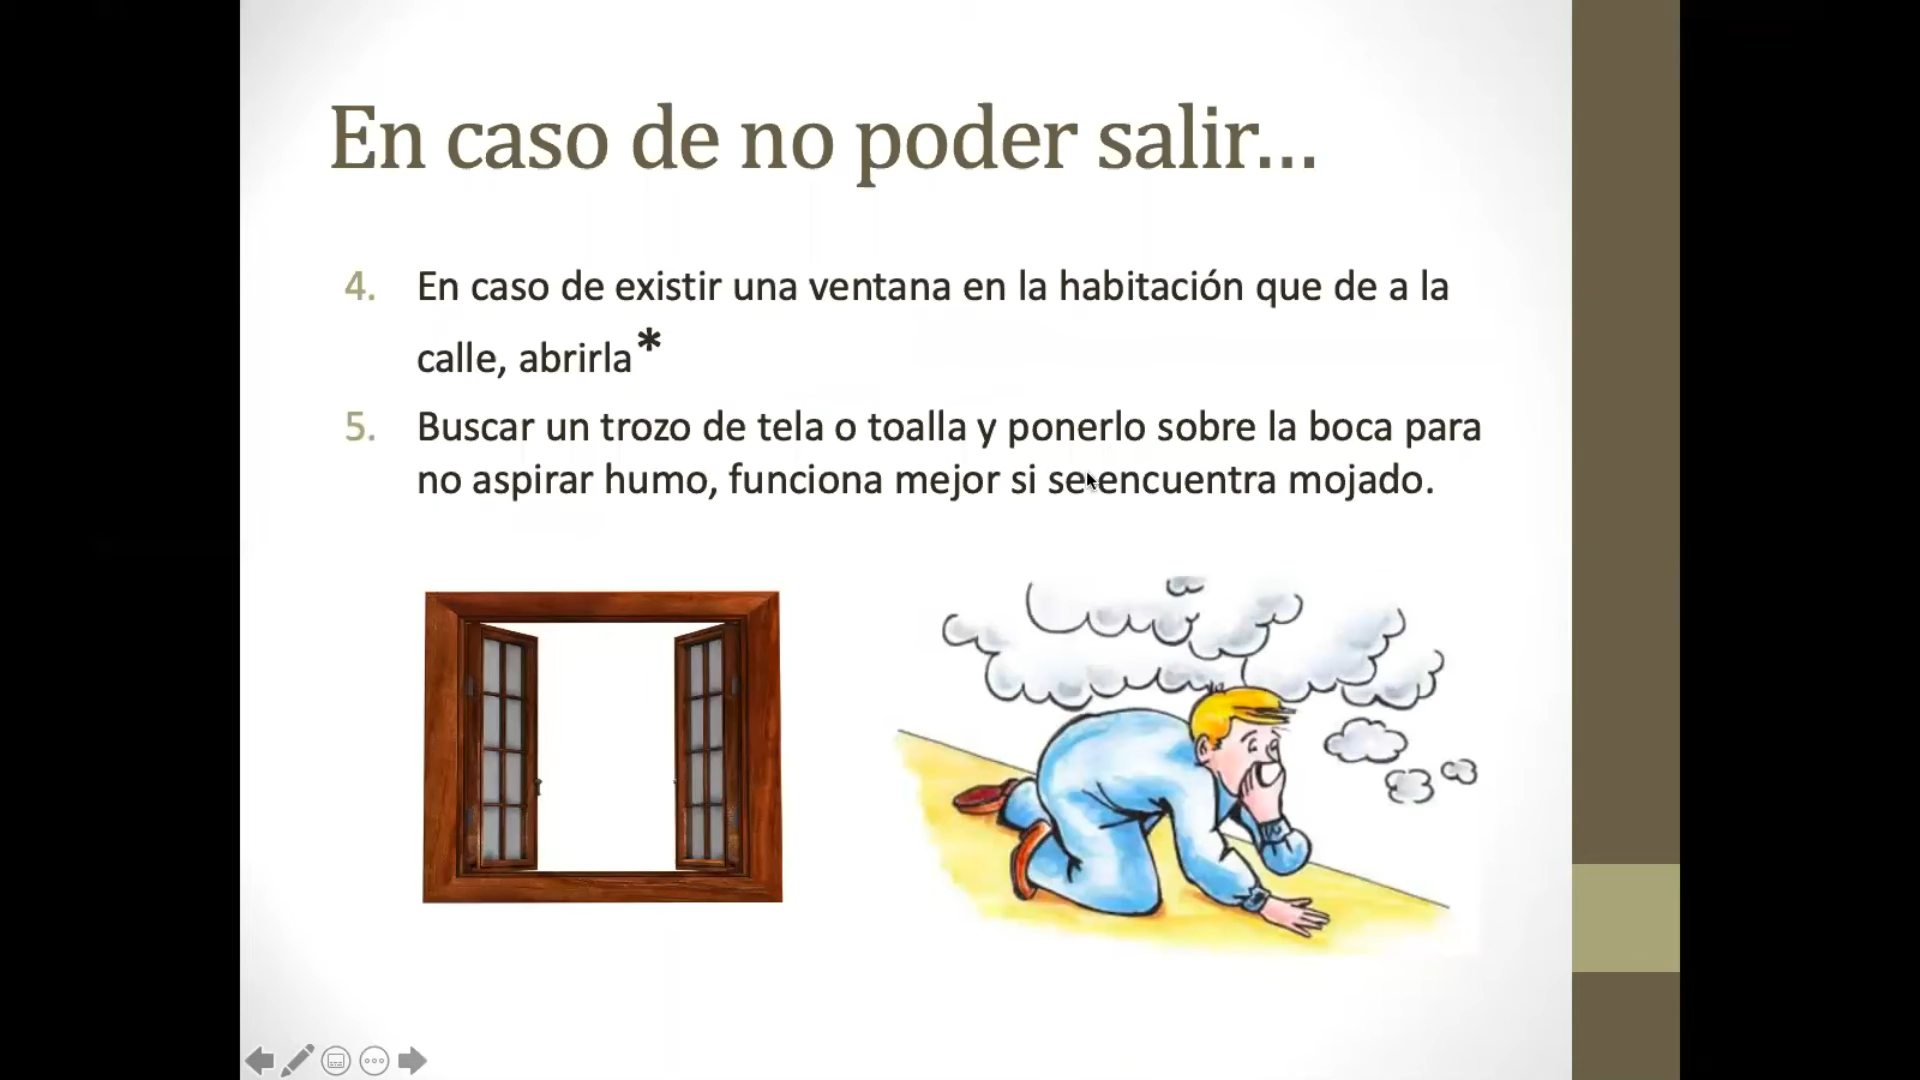 En caso de no poder salir...
4. En caso de existir una ventana en la habitación que de a la
calle, abrirla*
5. Buscar un trozo de tela o toalla y ponerlo sobre la boca para
no aspirar humo, funciona mejor si se encuentra mojado.